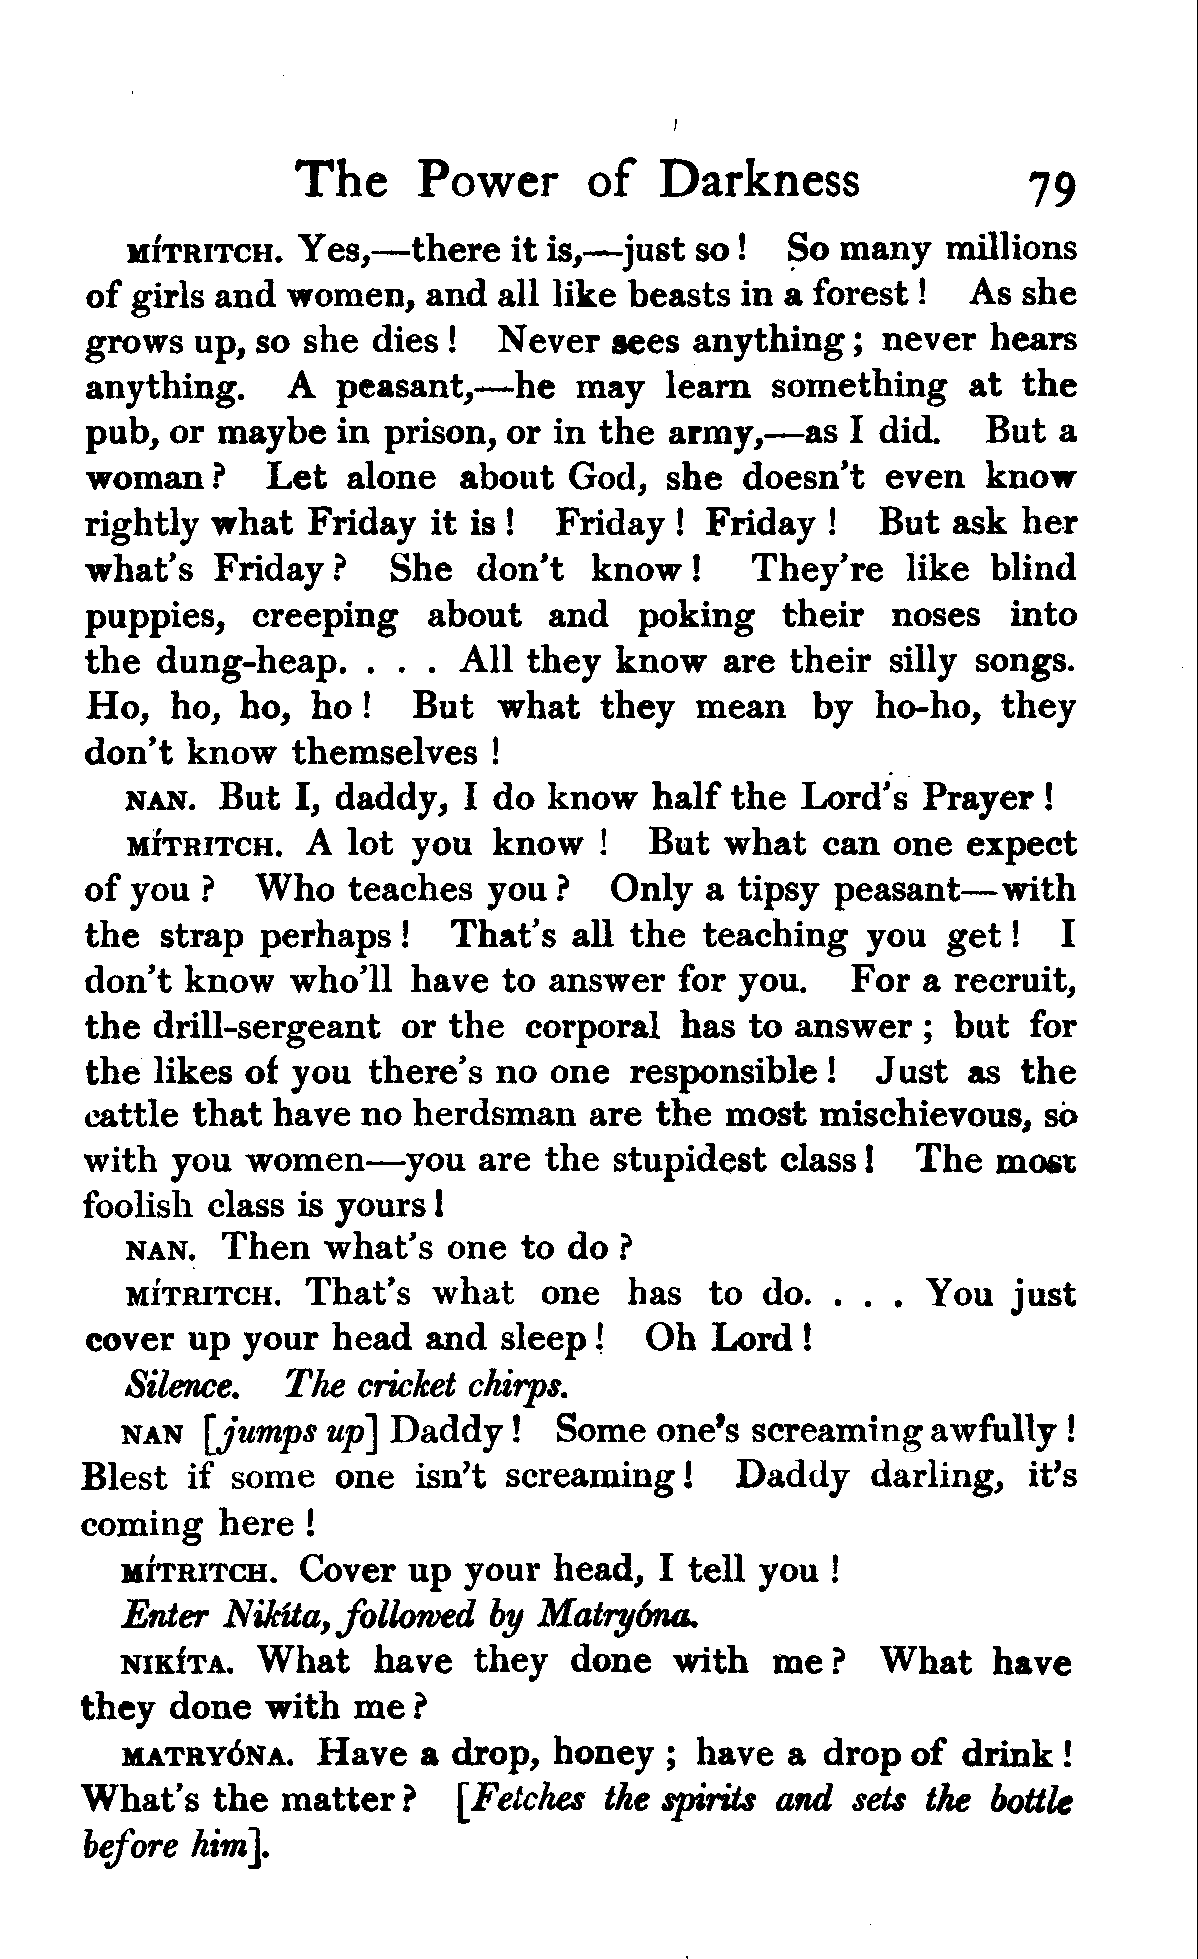 The Power of Darkness 79
MÍTRITCH. Yes,—there it is,—just so! So many millions
of girls and women, and all like beasts in a forest! As she
grows up, so she dies! Never sees anything; never hears
anything. A peasant,—he may learn something at the
pub, or maybe in prison, or in the army,—as I did. But a
woman? Let alone about God, she doesn't even know
rightly what Friday it is! Friday! Friday! But ask her
what's Friday? She don't know! They're like blind
puppies, creeping about and poking their noses into
the dung-heap. . . . All they know are their silly songs.
Ho, ho, ho, ho! But what they mean by ho-ho, they
don't know themselves!
NAN. But I, daddy, I do know half the Lord's Prayer!
MÍTRITCH. A lot you know! But what can one expect
of you? Who teaches you? Only a tipsy peasant—with
the strap perhaps! That's all the teaching you get! I
don't know who'll have to answer for you. For a recruit,
the drill-sergeant or the corporal has to answer; but for
the likes of you there's no one responsible! Just as the
cattle that have no herdsman are the most mischievous, so
with you women—you are the stupidest class! The most
foolish class is yours!
NAN. Then what's one to do?
MÍTRITCH. That's what one has to do. . . . You just
cover up your head and sleep! Oh Lord!
Silence. The cricket chirps.
NAN [jumps up] Daddy! Some one's screaming awfully!
Blest if some one isn't screaming! Daddy darling, it's
coming here!
MÍTRITCH. Cover up your head, I tell you!
Enter Nikíta, followed by Matryóna.
NIKÍTA. What have they done with me? What have
they done with me?
MATRYÓNA. Have a drop, honey; have a drop of drink!
What's the matter? [Fetches the spirits and sets the bottle
before him].